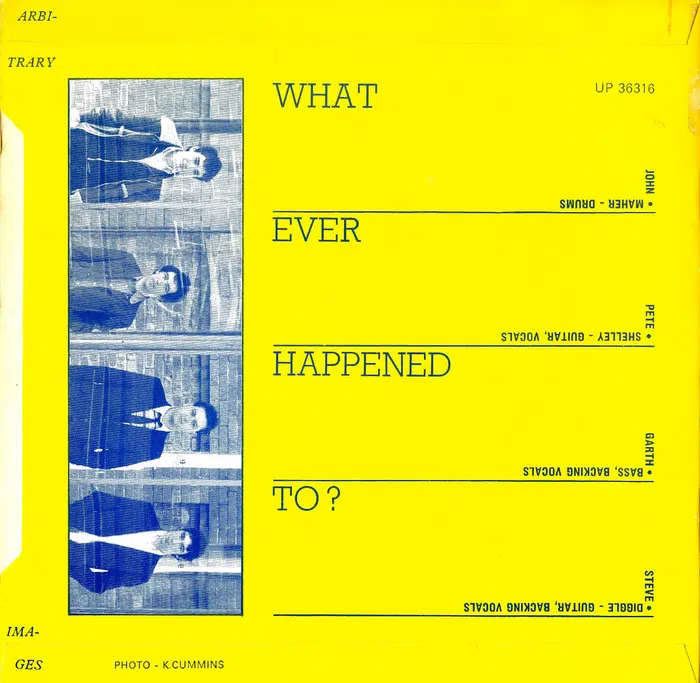 ARBI-
TRARY
WHAT
UP 36316
JOHN
• MAHER - DRUMS
EVER
PETE
• SHELLEY - GUITAR, VOCALS
HAPPENED
GARTH
• BASS, BACKING VOCALS
TO?
STEVE
• DIGGLE - GUITAR, BACKING VOCALS
IMA-
GES
PHOTO - K.CUMMINS